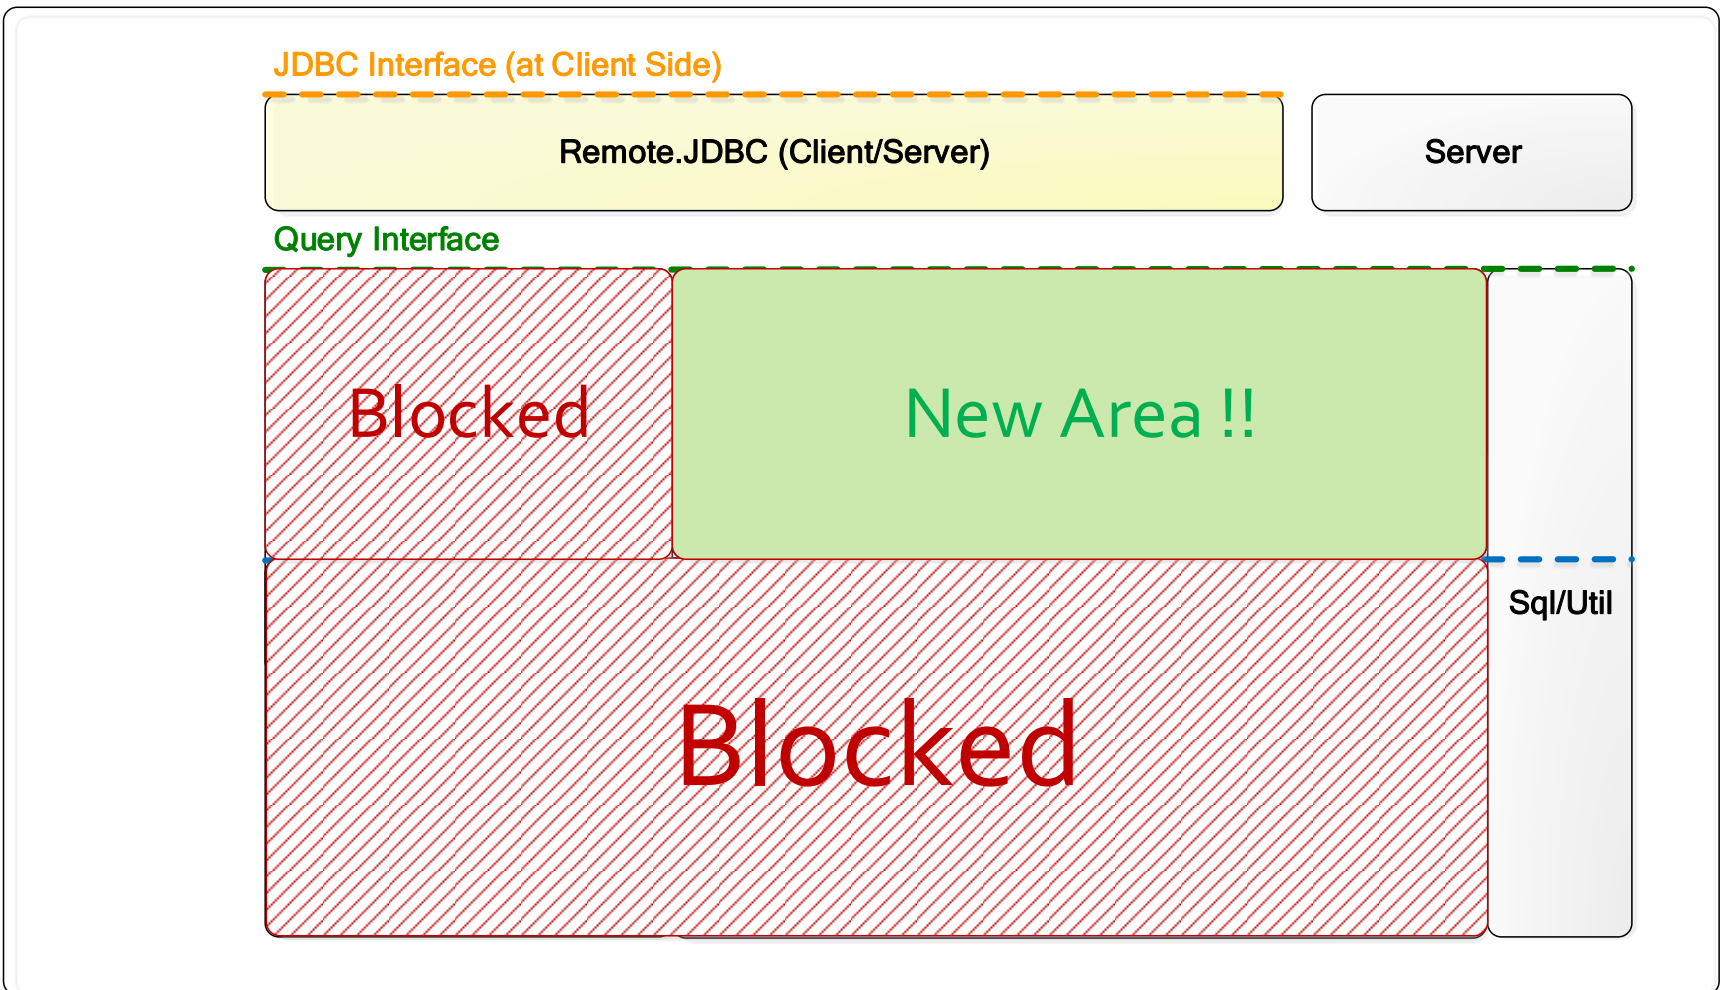 JDBC Interface (at Client Side)
Remote.JDBC (Client/Server)
Server
Query Interface
Blocked
New Area !!
Sql/Util
Blocked